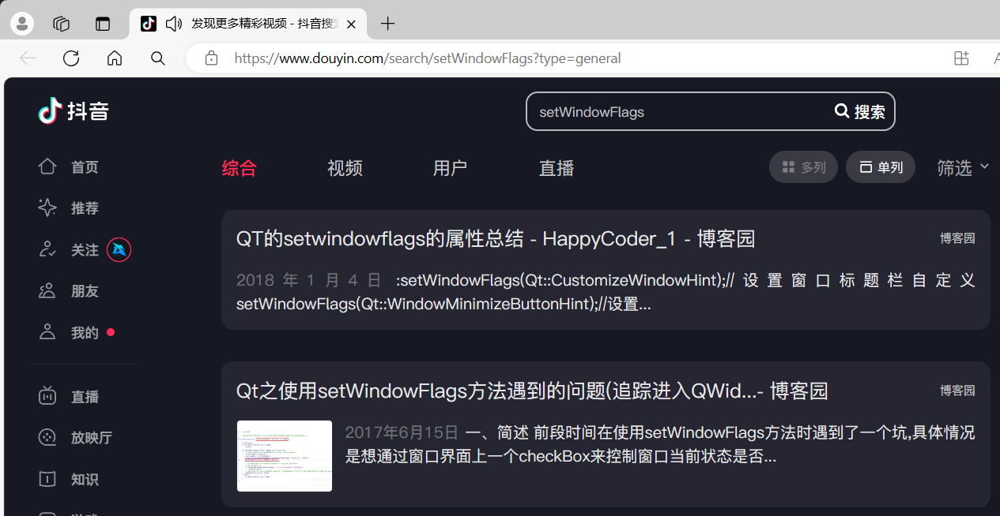 发现更多精彩视频 - 抖音搜
https://www.douyin.com/search/setWindowFlags?type=general
抖音
setWindowFlags
搜索
首页
推荐
关注
朋友
我的
直播
放映厅
知识
综合
视频
用户
直播
多列
单列
筛选
QT的setwindowflags的属性总结 - HappyCoder_1 - 博客园
博客园
2018年1月4日 :setWindowFlags(Qt::CustomizeWindowHint);//设置窗口标题栏自定义
setWindowFlags(Qt::WindowMinimizeButtonHint);//设置...
Qt之使用setWindowFlags方法遇到的问题(追踪进入QWid...- 博客园
博客园
2017年6月15日 一、简述 前段时间在使用setWindowFlags方法时遇到了一个坑,具体情况
是想通过窗口界面上一个checkBox来控制窗口当前状态是否...